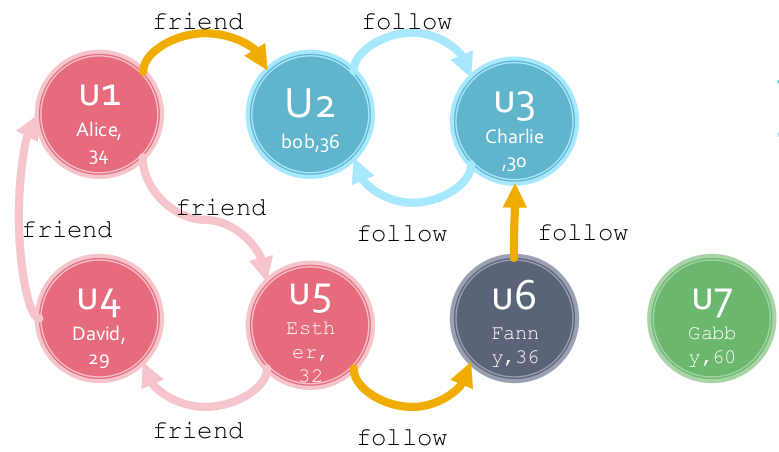 friend
follow
u1
Alice,
34
U2
bob,36
u3
Charlie
,30
friend
friend
follow
follow
u4
David,
29
u5
Esth
er,
32
u6
Fann
y,36
u7
Gabb
y,60
friend
follow